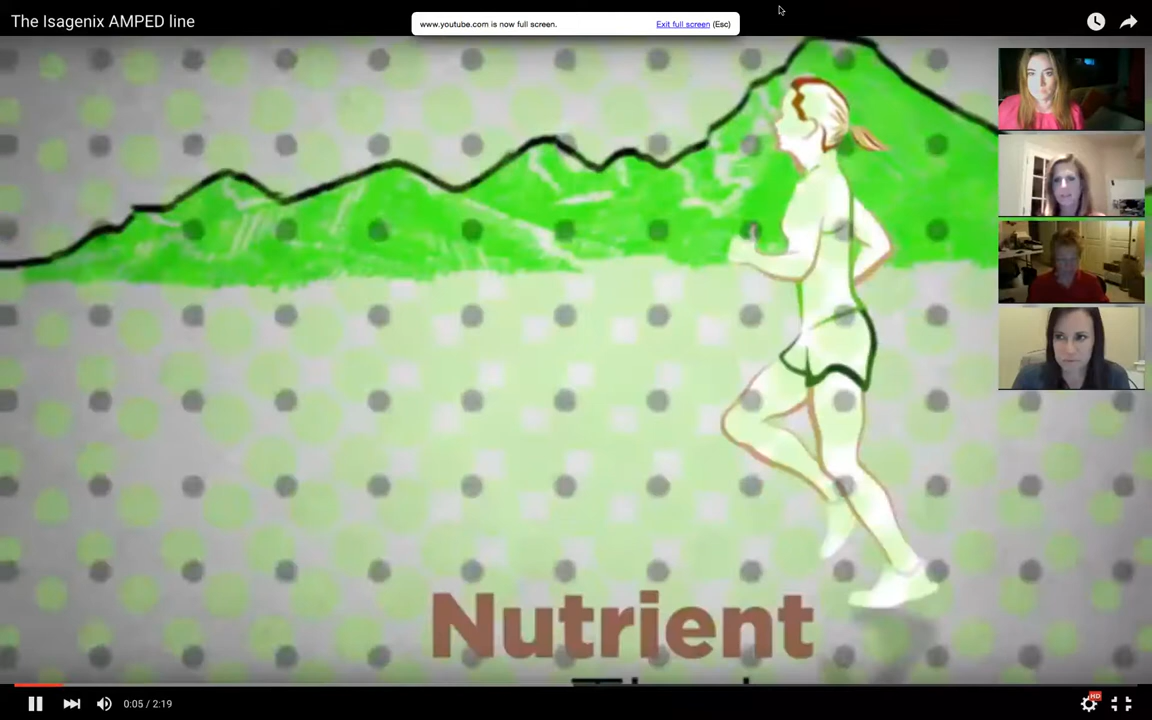 The Isagenix AMPED line
www.youtube.com is now full screen. Exit full screen (Esc)
Nutrient
0:05 / 2:19
HD